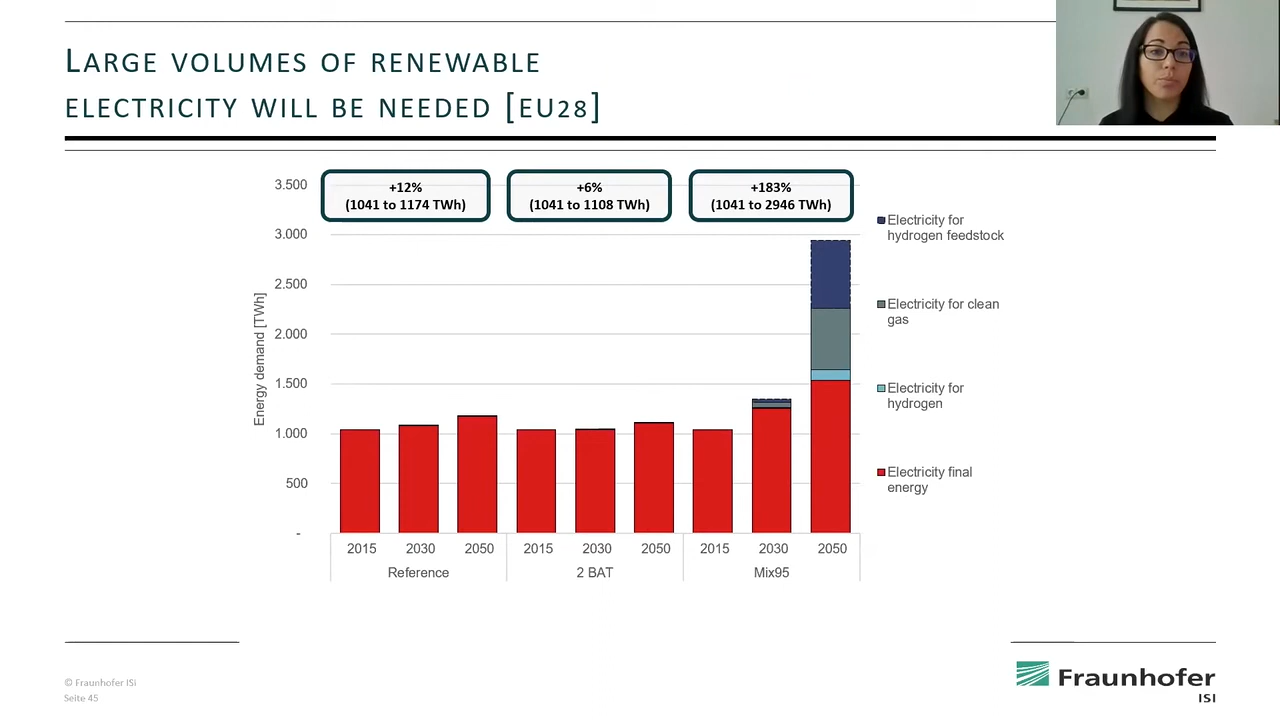 LARGE VOLUMES OF RENEWABLE
ELECTRICITY WILL BE NEEDED [EU28]
+12%
(1041 to 1174 TWh)
+6%
(1041 to 1108 TWh)
+183%
(1041 to 2946 TWh)
Energy demand [TWh]
3.500
3.000
2.500
2.000
1.500
1.000
500
-
2015
2030
2050
2015
2030
2050
2015
2030
2050
Reference
2 BAT
Mix95
Electricity for
hydrogen feedstock
Electricity for clean
gas
Electricity for
hydrogen
Electricity final
energy
© Fraunhofer ISI
Seite 45
Fraunhofer
ISI